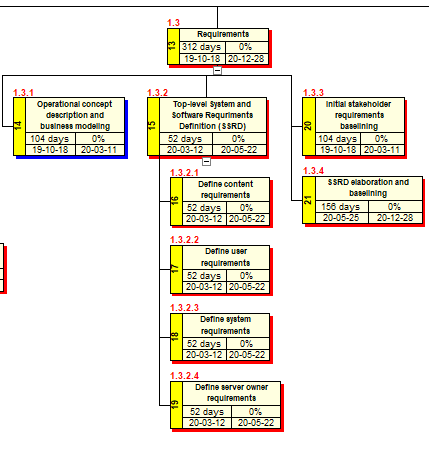 1.3
13
Requirements
312 days 0%
19-10-18 20-12-28
1.3.1
14
Operational concept
description and
business modeling
104 days 0%
19-10-18 20-03-11
1.3.2
15
Top-level System and
Software Requriments
Definition (SSRD)
52 days 0%
20-03-12 20-05-22
1.3.2.1
16
Define content
requirements
52 days 0%
20-03-12 20-05-22
1.3.2.2
17
Define user
requirements
52 days 0%
20-03-12 20-05-22
1.3.2.3
18
Define system
requirements
52 days 0%
20-03-12 20-05-22
1.3.2.4
19
Define server owner
requirements
52 days 0%
20-03-12 20-05-22
1.3.3
20
Initial stakeholder
requirements
baselining
104 days 0%
19-10-18 20-03-11
1.3.4
21
SSRD elaboration and
baselining
156 days 0%
20-05-25 20-12-28